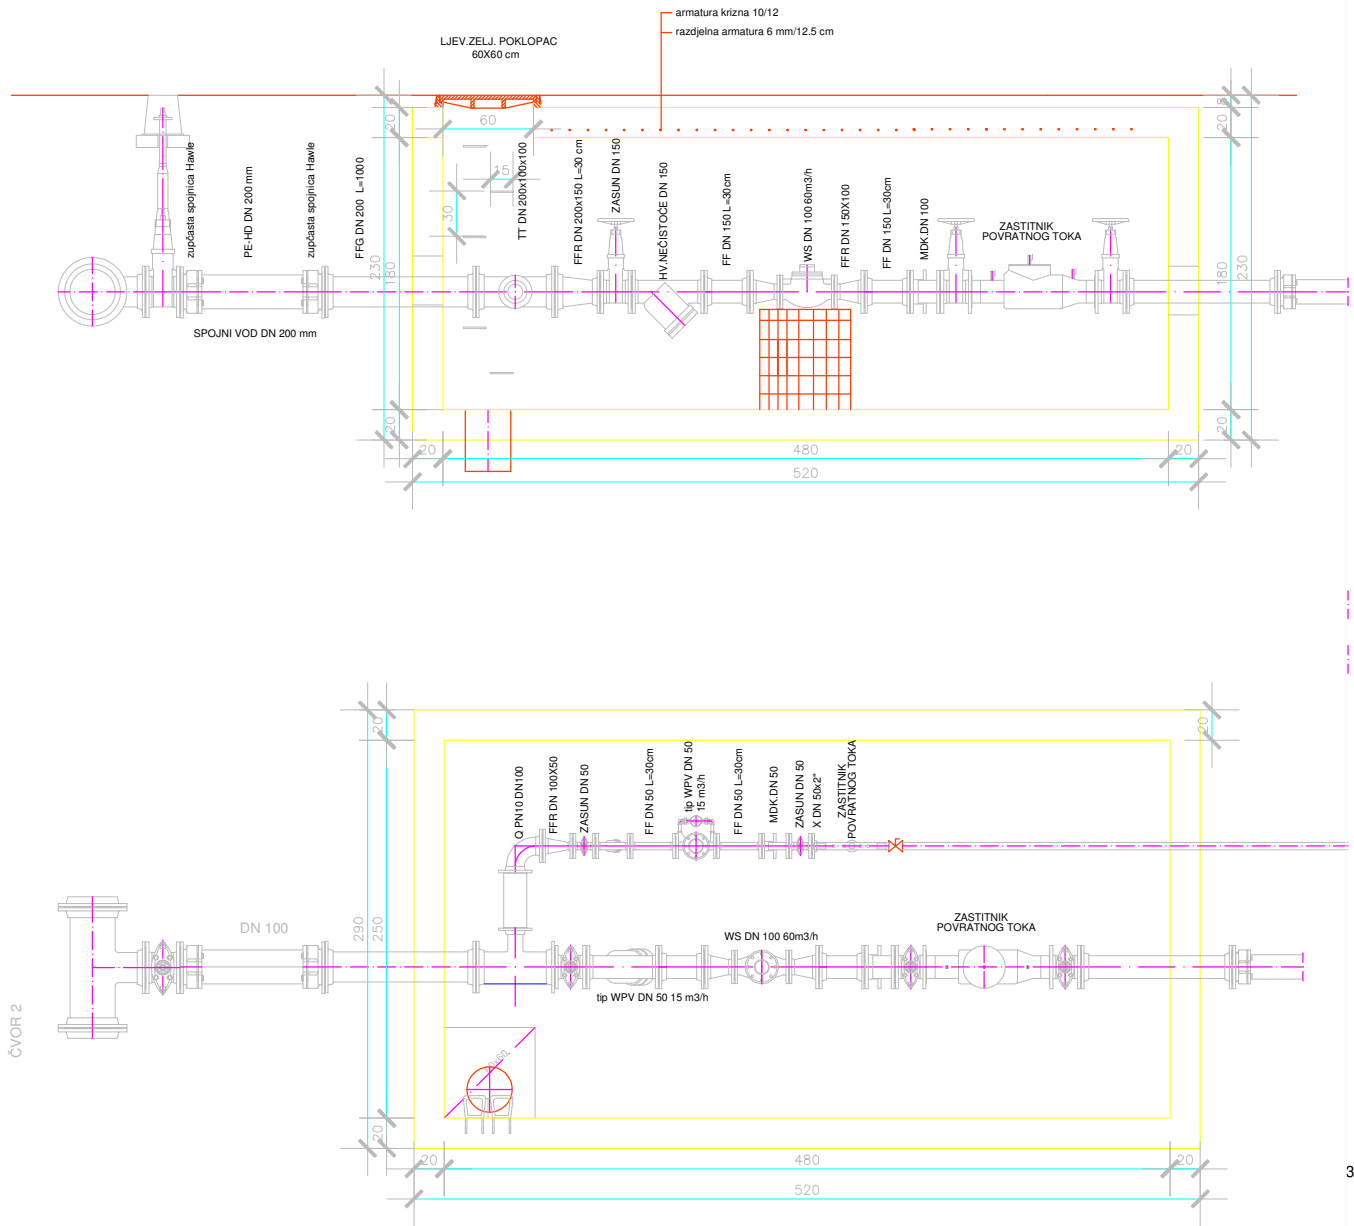 armatura krizna 10/12
razdjelna armatura 6 mm/12.5 cm
LJEV.ZELJ. POKLOPAC
60X60 cm
60
20
20
8
20
15
30
zupčasta spojnica Hawle
PE-HD DN 200 mm
zupčasta spojnica Hawle
FFG DN 200 L=1000
TT DN 200x100x100x100
FFR DN 200x150 L=30 cm
ZASUN DN 150
HV.NEČISTOĆE DN 150
FF DN 150 L=30cm
WS DN 100 60m3/h
FFR DN 150X100
FF DN 150 L=30cm
MDK.DN 100
ZASTITNIK
POVRATNOG TOKA
230
180
180
230
SPOJNI VOD DN 200 mm
20
20
20
480
20
520
20
20
Q PN10 DN100
FFR DN 100X50
ZASUN DN 50
FF DN 50 L=30cm
tip WPV DN 50
15 m3/h
FF DN 50 L=30cm
MDK.DN 50
ZASUN DN 50
X DN 50x2"
ZASTITNIK
POVRATNOG TOKA
290
250
DN 100
WS DN 100 60m3/h
ZASTITNIK
POVRATNOG TOKA
tip WPV DN 50 15 m3/h
ČVOR 2
60x60
20
20
480
20
520
3